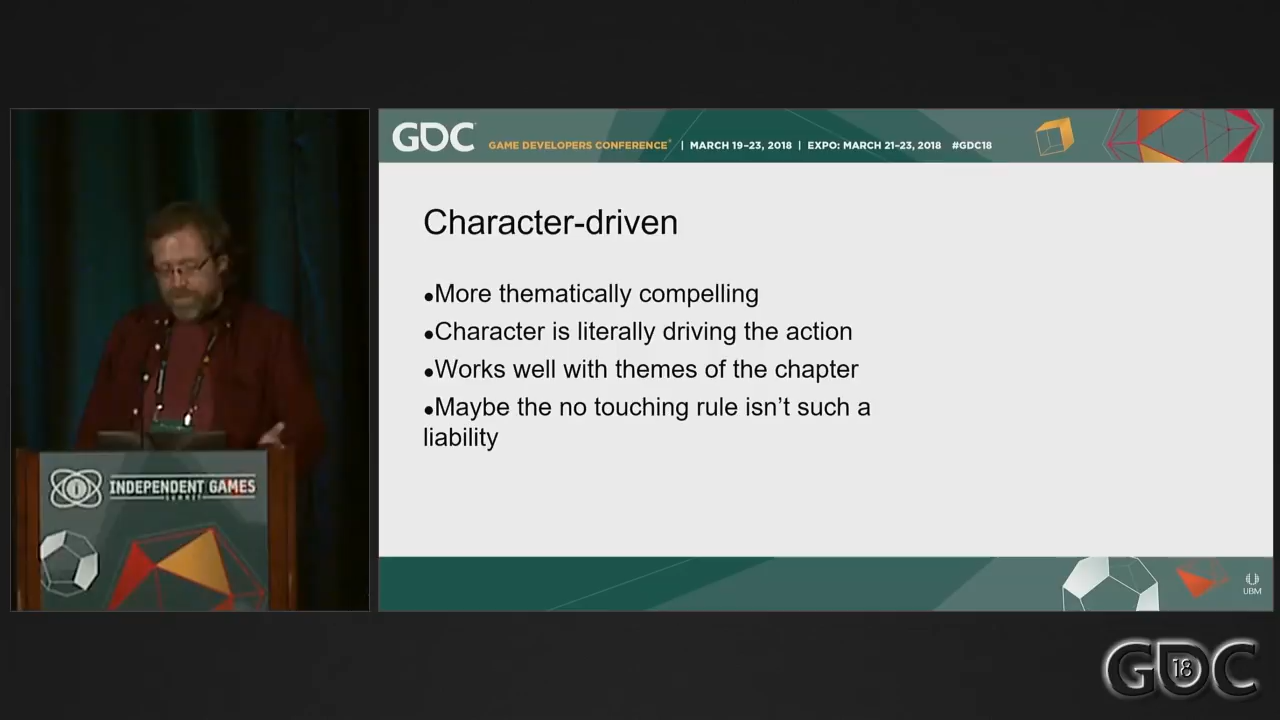 GDC
GAME DEVELOPERS CONFERENCE® | MARCH 19–23, 2018 | EXPO: MARCH 21–23, 2018 #GDC18
Character-driven
●More thematically compelling
●Character is literally driving the action
●Works well with themes of the chapter
●Maybe the no touching rule isn’t such a
liability
INDEPENDENT GAMES
SUMMIT
UBM
GDC
18